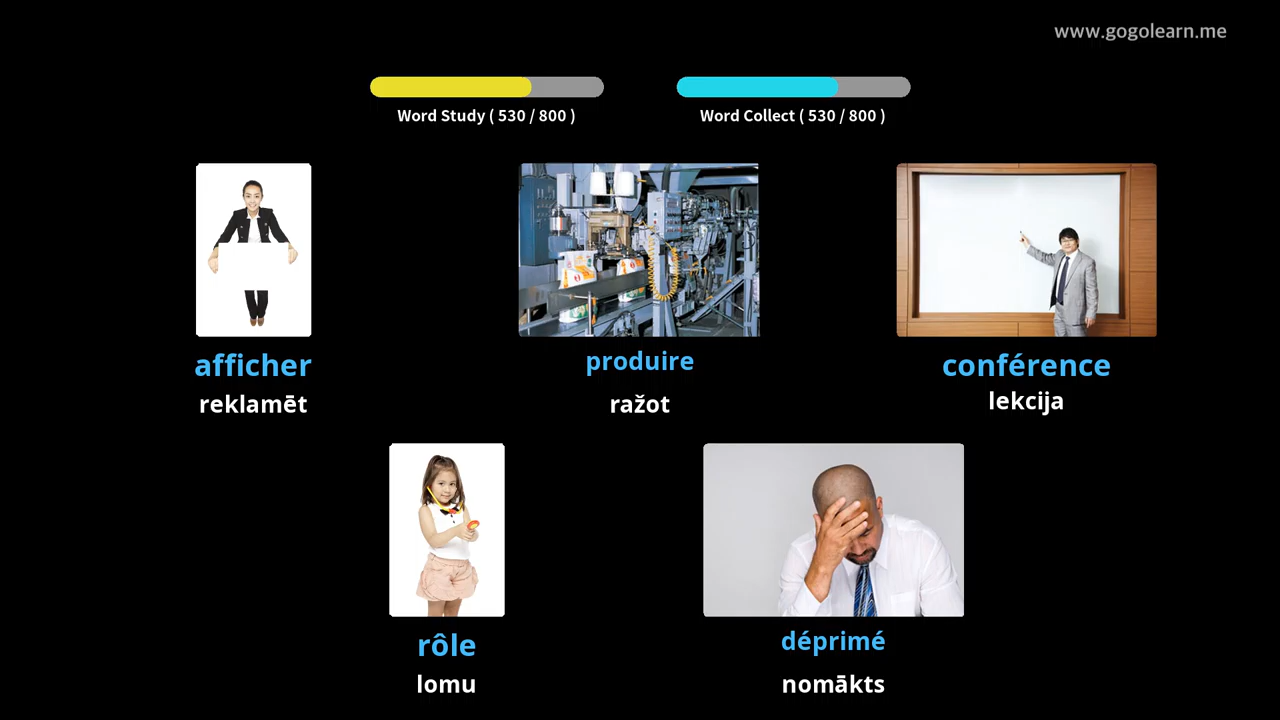 www.gogolearn.me
Word Study ( 530 / 800 )
Word Collect ( 530 / 800 )
afficher
reklamēt
produire
ražot
conférence
lekcija
rôle
lomu
déprimé
nomākts